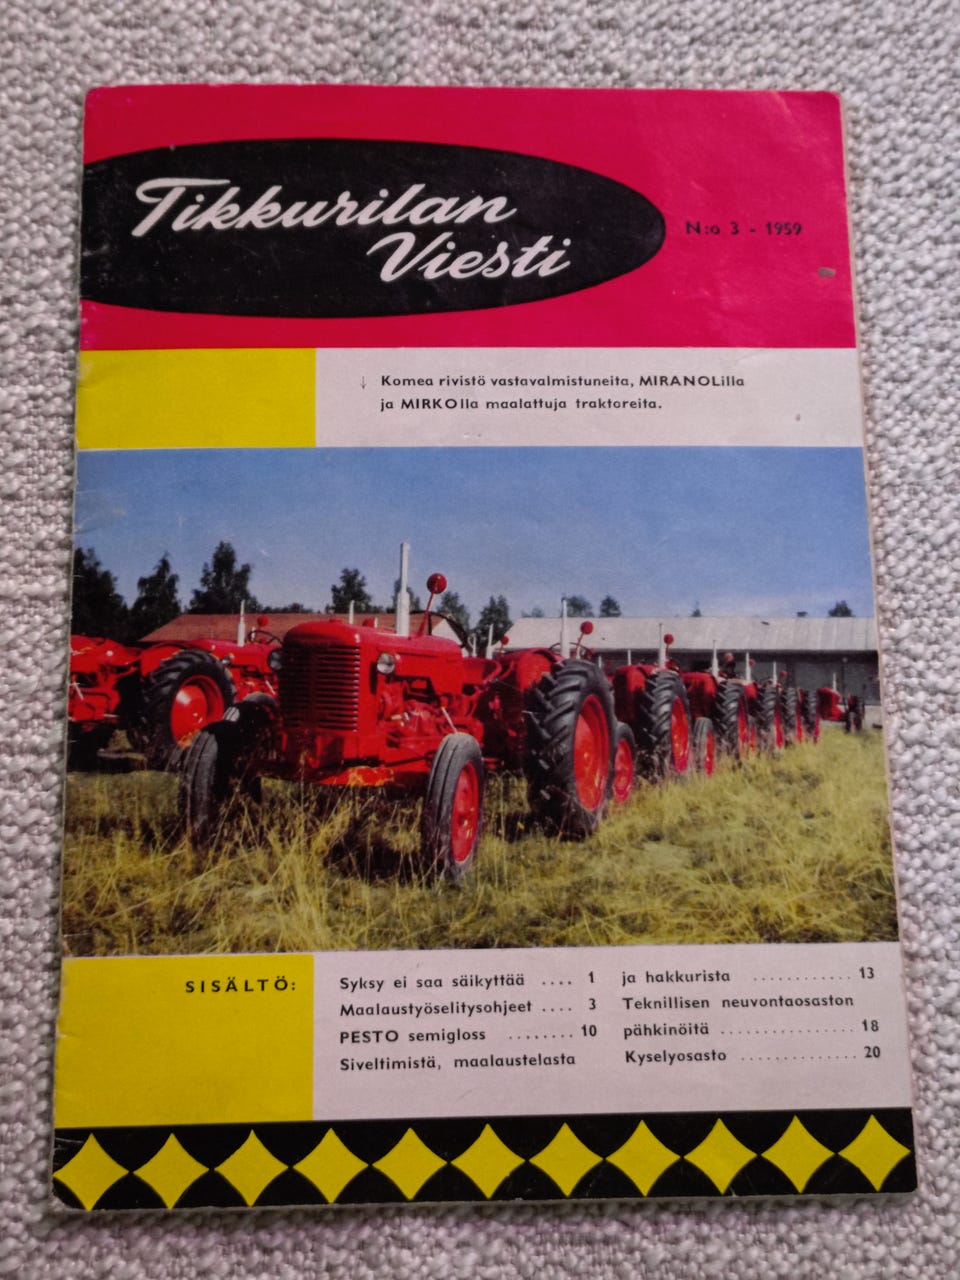 Tikkurilan
Viesti
N:o 3 - 1959
↓ Komea rivistö vastavalmistuneita, MIRANOLilla
ja MIRKOlla maalattuja traktoreita.
SISÄLTÖ:
Syksy ei saa säikyttää .... 1
Maalaustyöselitysohjeet .... 3
PESTO semigloss ........ 10
Siveltimistä, maalaustelasta
ja hakkurista ............ 13
Teknillisen neuvontaosaston
pähkinöitä ................ 18
Kyselyosasto .............. 20